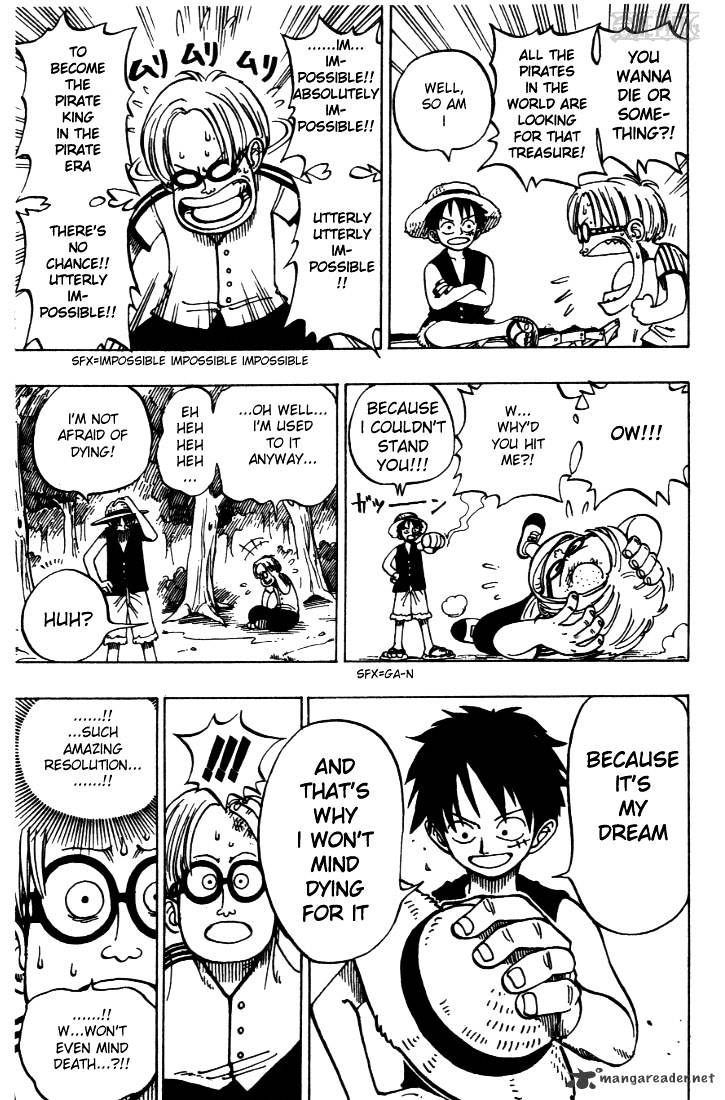 YOU
WANNA
DIE OR
SOME-
THING?!
ALL THE
PIRATES
IN THE
WORLD ARE
LOOKING
FOR THAT
TREASURE!
WELL,
SO AM
I
......IM...
IM-
POSSIBLE!!
ABSOLUTELY
IM-
POSSIBLE!!
UTTERLY
UTTERLY
IM-
POSSIBLE
!!
ムリ ムリ ムリ
TO
BECOME
THE
PIRATE
KING
IN THE
PIRATE
ERA
THERE'S
NO
CHANCE!!
UTTERLY
IM-
POSSIBLE!!
SFX=IMPOSSIBLE IMPOSSIBLE IMPOSSIBLE
OW!!!
W...
WHY'D
YOU HIT
ME?!
BECAUSE
I COULDN'T
STAND
YOU!!!
ガツーン
SFX=GA-N
...OH WELL...
I'M USED
TO IT
ANYWAY...
EH
HEH
HEH
HEH
...
I'M NOT
AFRAID OF
DYING!
HUH?
BECAUSE
IT'S
MY
DREAM
AND
THAT'S
WHY
I WON'T
MIND
DYING
FOR IT
!!!
......!!
...SUCH
AMAZING
RESOLUTION...
......!!
......!!
W...WON'T
EVEN MIND
DEATH...?!!
mangareader.net